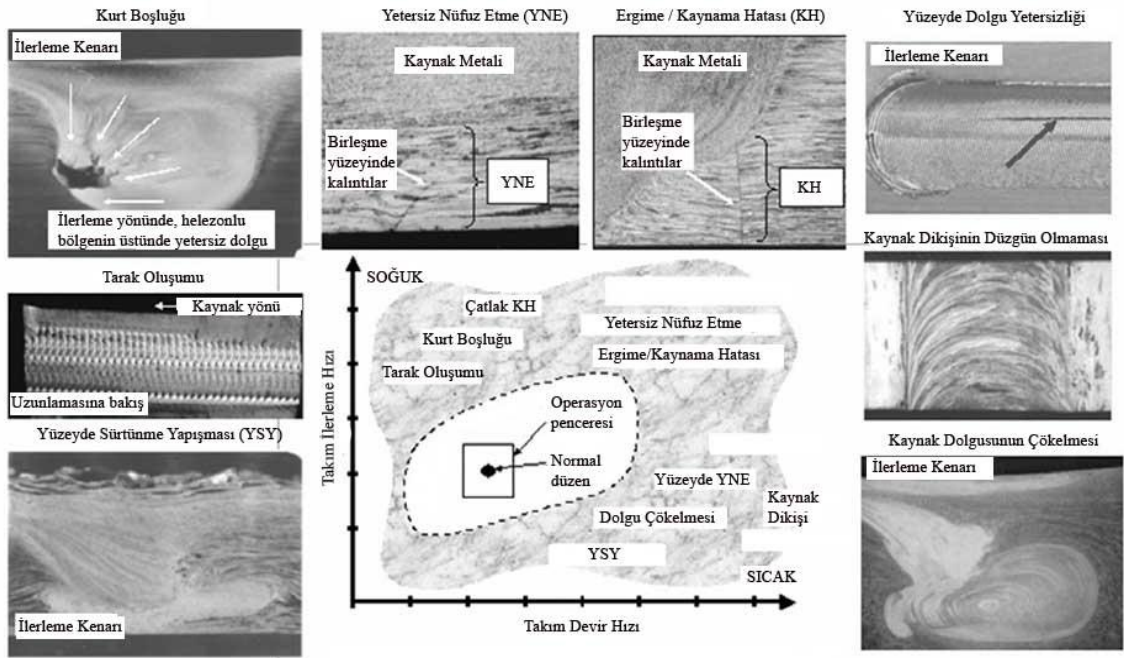 Kurt Boşluğu
Yetersiz Nüfuz Etme (YNE)
Ergime / Kaynama Hatası (KH)
Yüzeyde Dolgu Yetersizliği
İlerleme Kenarı
İlerleme yönünde, helezonlu
bölgenin üstünde yetersiz dolgu
Kaynak Metali
Birleşme
yüzeyinde
kalıntılar
YNE
Kaynak Metali
Birleşme
yüzeyinde
kalıntılar
KH
İlerleme Kenarı
Tarak Oluşumu
Kaynak yönü
Uzunlamasına bakış
Yüzeyde Sürtünme Yapışması (YSY)
İlerleme Kenarı
SOĞUK
Çatlak KH
Yetersiz Nüfuz Etme
Kurt Boşluğu
Ergime/Kaynama Hatası
Tarak Oluşumu
Operasyon
penceresi
Normal
düzen
Yüzeyde YNE
Kaynak
Dikişi
Dolgu Çökelmesi
YSY
SICAK
Takım İlerleme Hızı
Takım Devir Hızı
Kaynak Dikişinin Düzgün Olmaması
Kaynak Dolgusunun Çökelmesi
İlerleme Kenarı